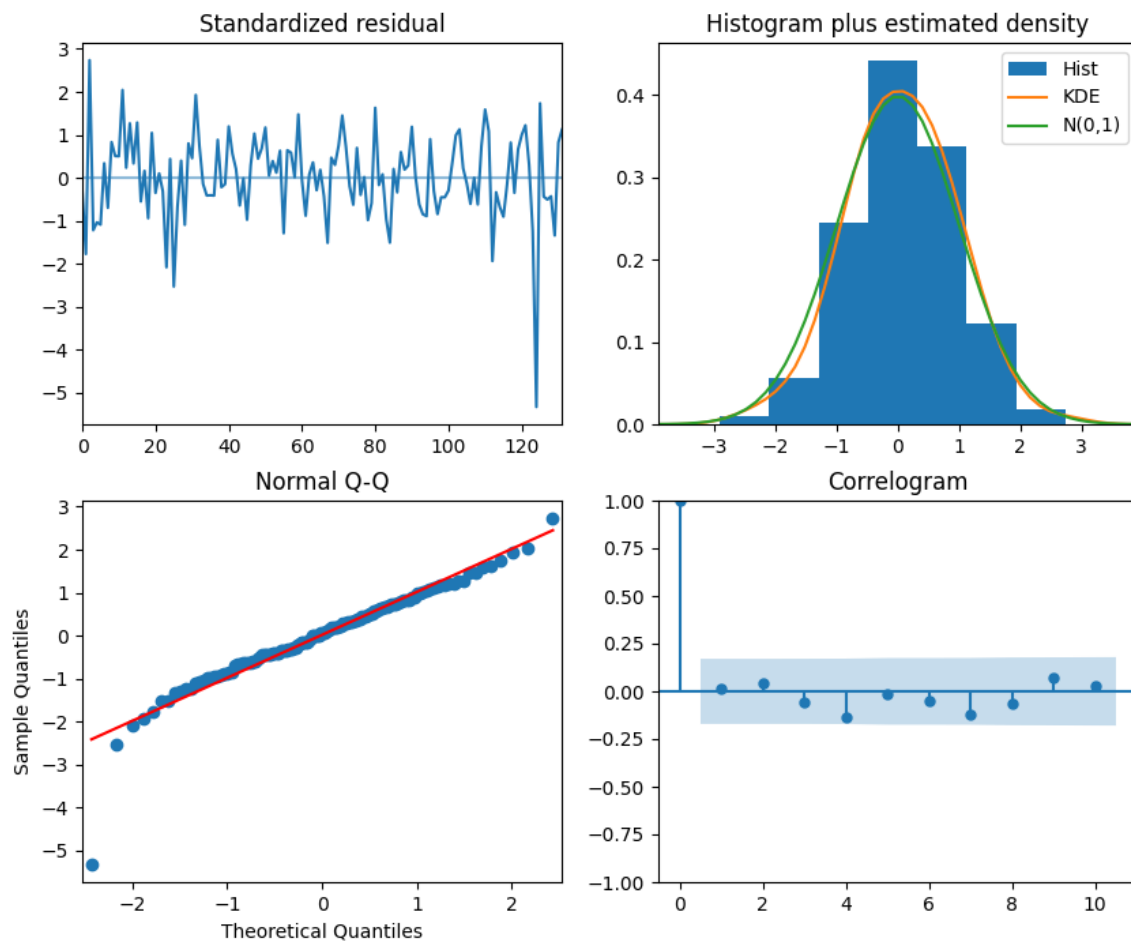 Standardized residual
3
2
1
0
−1
−2
−3
−4
−5
0 20 40 60 80 100 120
Histogram plus estimated density
Hist
KDE
N(0,1)
0.4
0.3
0.2
0.1
0.0
−3 −2 −1 0 1 2 3
Normal Q-Q
Sample Quantiles
3
2
1
0
−1
−2
−3
−4
−5
−2 −1 0 1 2
Theoretical Quantiles
Correlogram
1.00
0.75
0.50
0.25
0.00
−0.25
−0.50
−0.75
−1.00
0 2 4 6 8 10